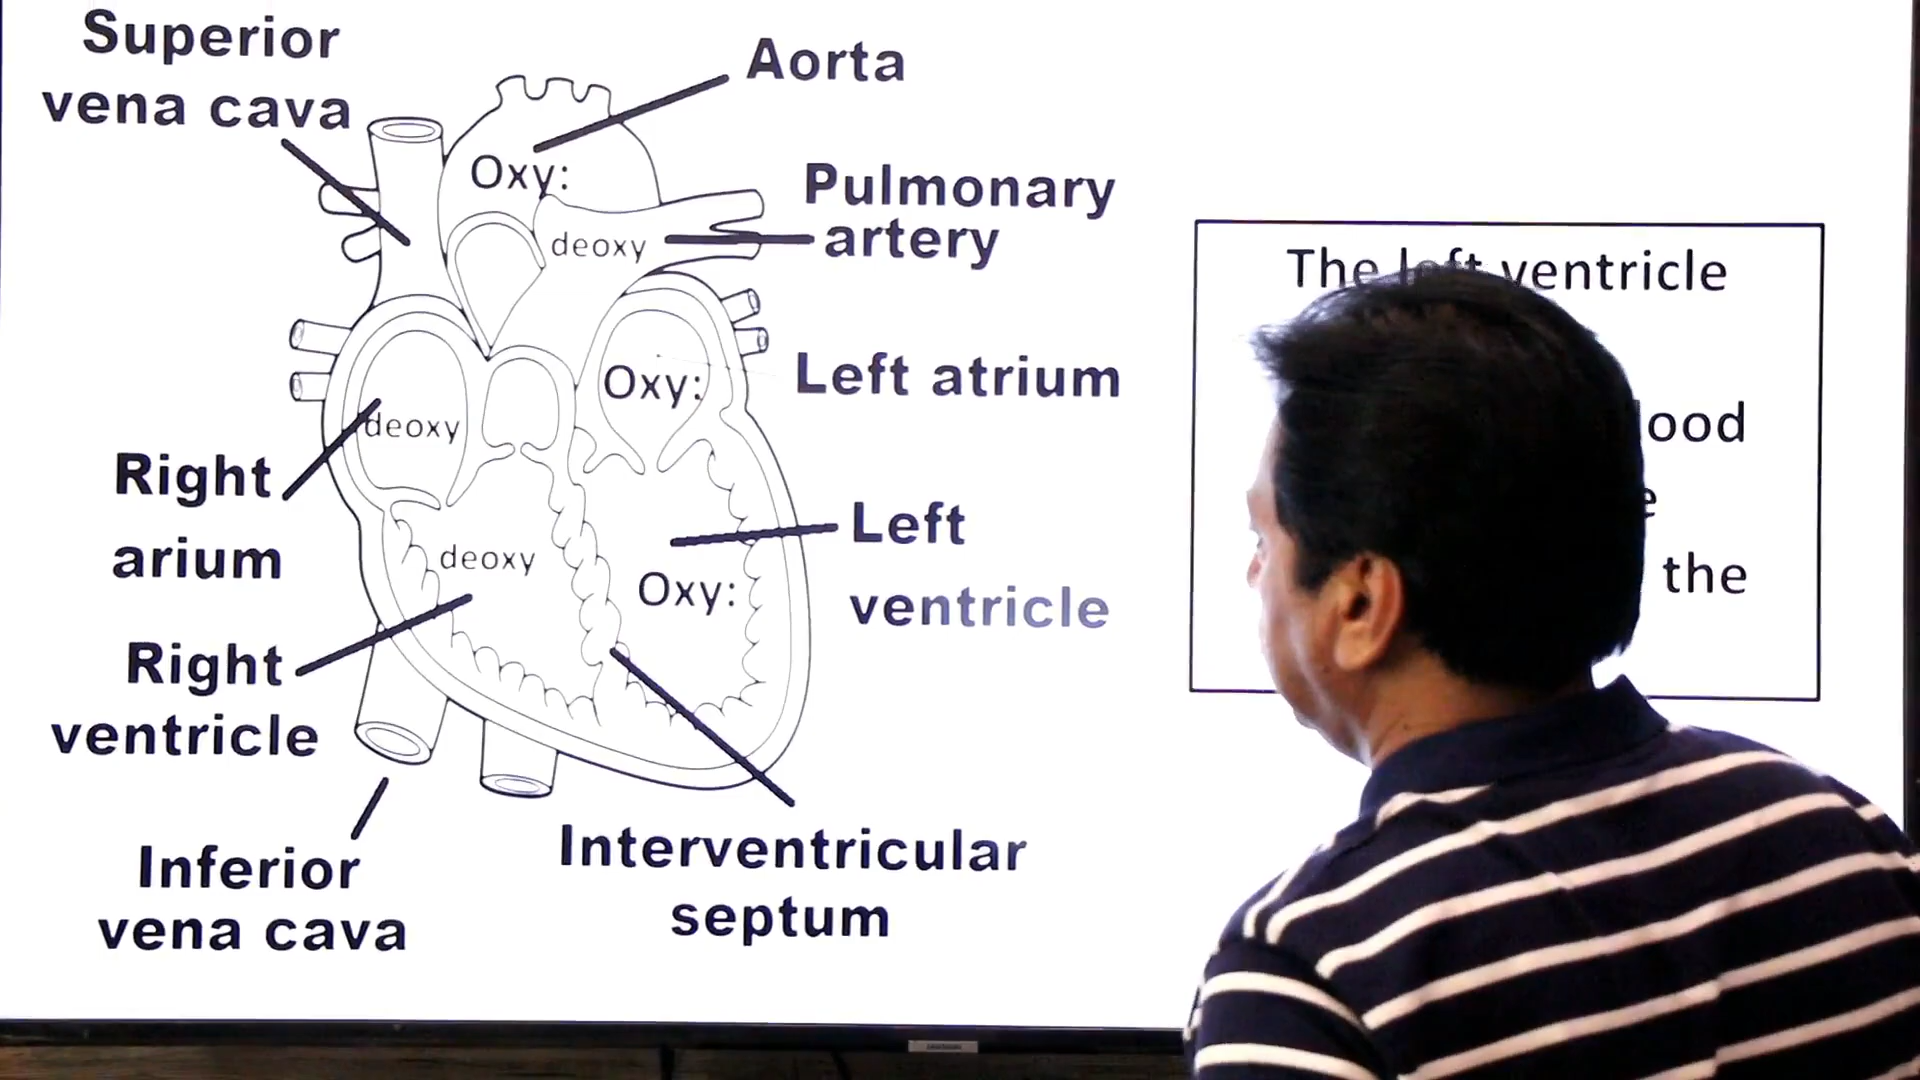 Superior
vena cava
Aorta
Oxy:
Pulmonary
artery
deoxy
Oxy:
Left atrium
deoxy
Right
arium
Left
ventricle
deoxy
Oxy:
Right
ventricle
Interventricular
septum
Inferior
vena cava
The left ventricle
the